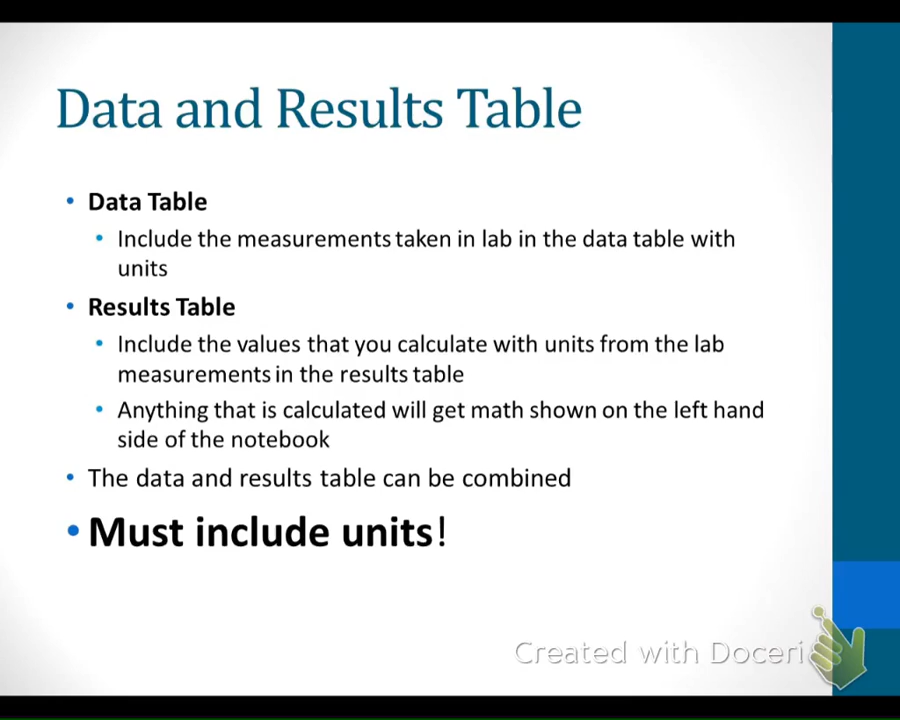 Data and Results Table
• Data Table
• Include the measurements taken in lab in the data table with
units
• Results Table
• Include the values that you calculate with units from the lab
measurements in the results table
• Anything that is calculated will get math shown on the left hand
side of the notebook
• The data and results table can be combined
• Must include units!
Created with Doceri